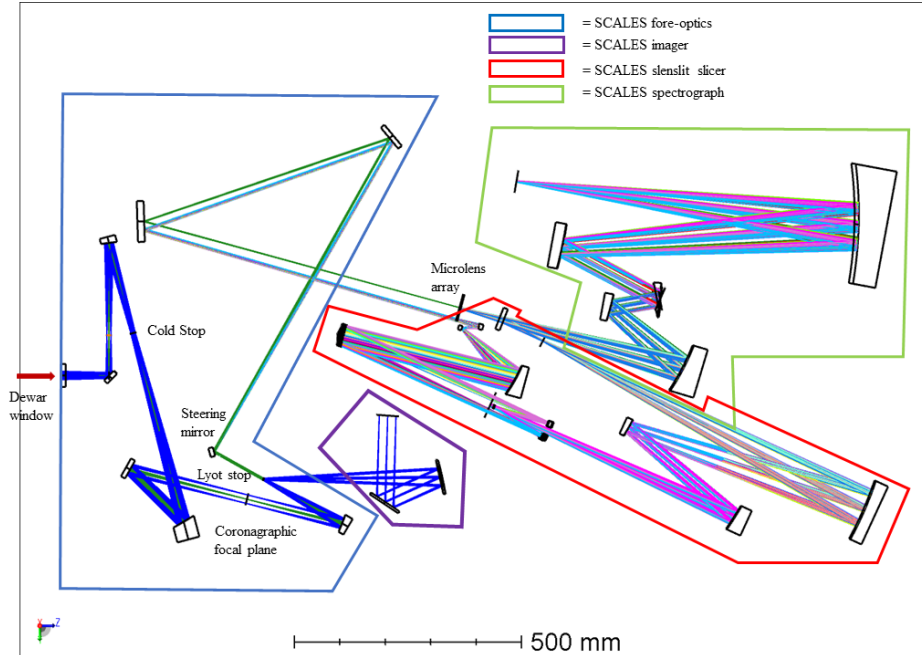 = SCALES fore-optics
= SCALES imager
= SCALES slenslit slicer
= SCALES spectrograph
Microlens
array
Cold Stop
Dewar
window
Steering
mirror
Lyot stop
Coronagraphic
focal plane
X
Z
500 mm